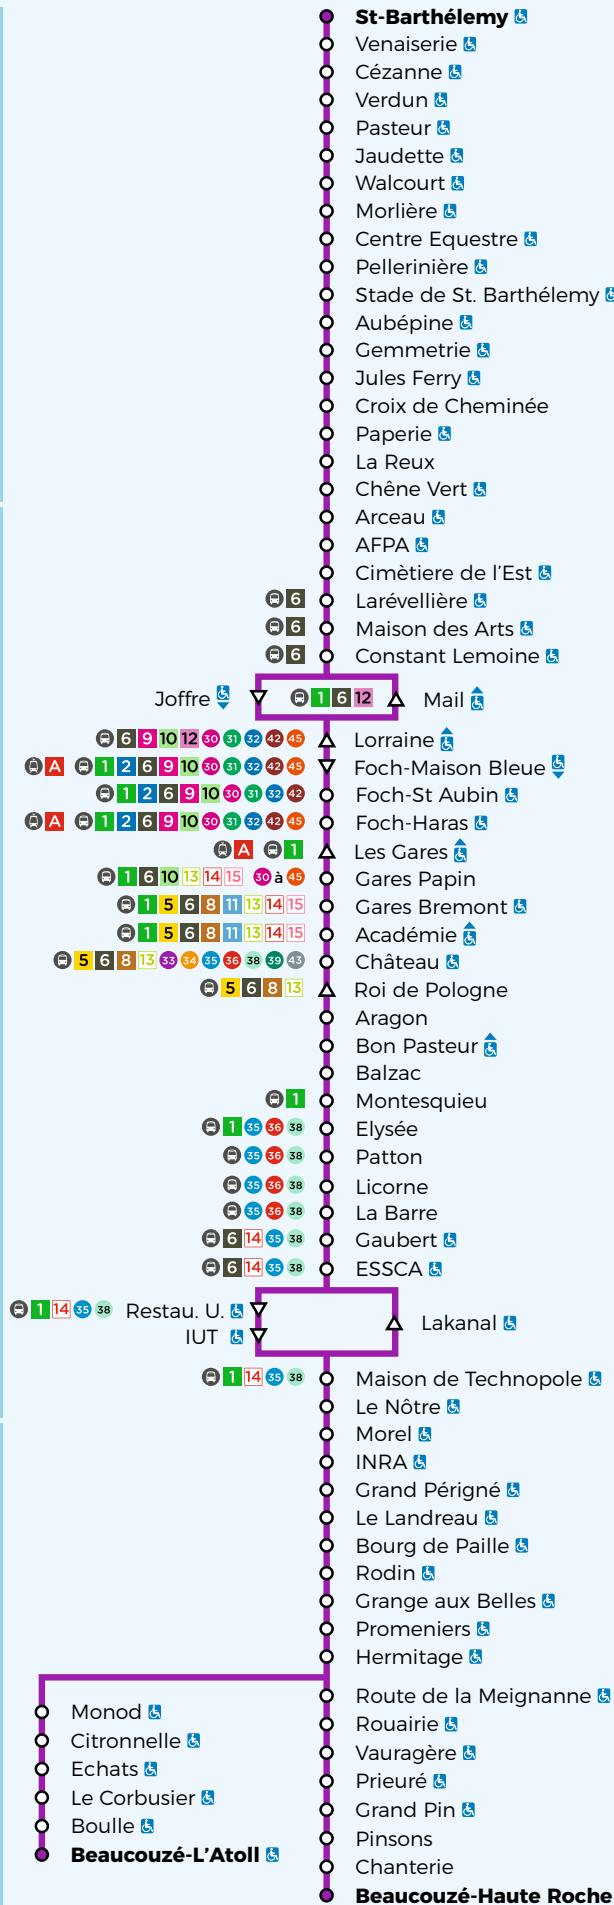 St-Barthélemy
Venaiserie
Cézanne
Verdun
Pasteur
Jaudette
Walcourt
Morlière
Centre Equestre
Pellerinière
Stade de St. Barthélemy
Aubépine
Gemmetrie
Jules Ferry
Croix de Cheminée
Paperie
La Reux
Chêne Vert
Arceau
AFPA
Cimètiere de l'Est
6 Larévellière
6 Maison des Arts
6 Constant Lemoine
Joffre 1 6 12 Mail
6 9 10 12 30 31 32 42 45 Lorraine
A 1 2 6 9 10 30 31 32 42 45 Foch-Maison Bleue
1 2 6 9 10 30 31 32 42 Foch-St Aubin
A 1 2 6 9 10 30 31 32 42 45 Foch-Haras
A 1 Les Gares
1 6 10 13 14 15 30 à 45 Gares Papin
1 5 6 8 11 13 14 15 Gares Bremont
1 5 6 8 11 13 14 15 Académie
5 6 8 13 33 34 35 36 38 39 43 Château
5 6 8 13 Roi de Pologne
Aragon
Bon Pasteur
Balzac
1 Montesquieu
1 35 36 38 Elysée
35 36 38 Patton
35 36 38 Licorne
35 36 38 La Barre
6 14 35 38 Gaubert
6 14 35 38 ESSCA
1 14 35 38 Restau. U.
IUT
Lakanal
1 14 35 38 Maison de Technopole
Le Nôtre
Morel
INRA
Grand Périgné
Le Landreau
Bourg de Paille
Rodin
Grange aux Belles
Promeniers
Hermitage
Monod
Citronnelle
Echats
Le Corbusier
Boulle
Beaucouzé-L'Atoll
Route de la Meignanne
Rouairie
Vauragère
Prieuré
Grand Pin
Pinsons
Chanterie
Beaucouzé-Haute Roche